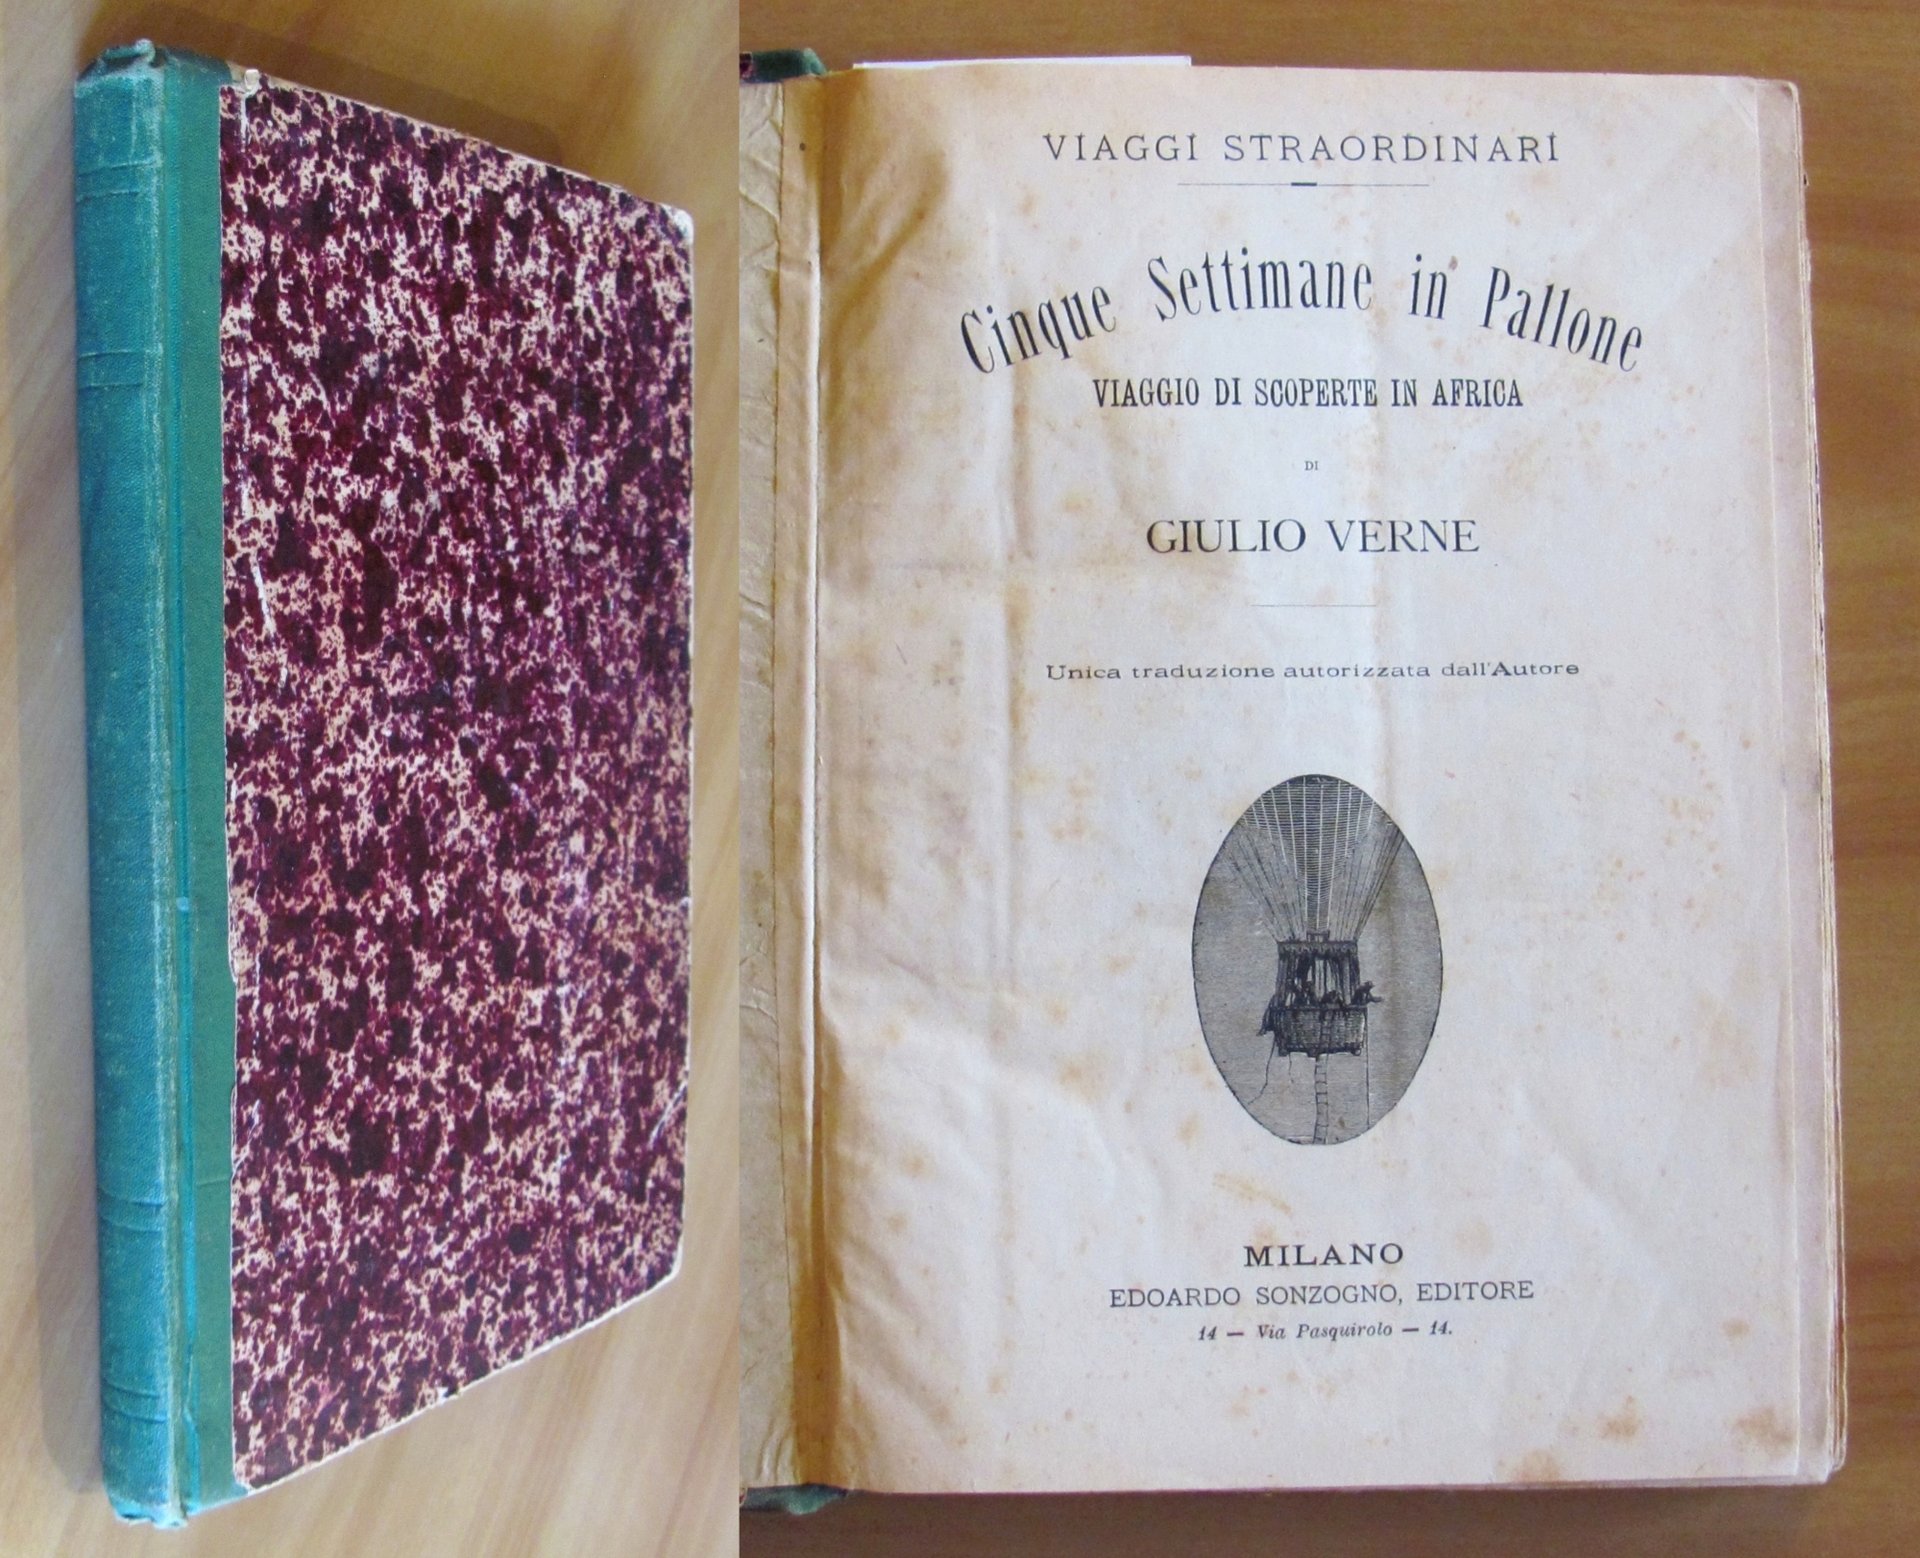 VIAGGI STRAORDINARI
Cinque Settimane in Pallone
VIAGGIO DI SCOPERTE IN AFRICA
DI
GIULIO VERNE
Unica traduzione autorizzata dall'Autore
MILANO
EDOARDO SONZOGNO, EDITORE
14 — Via Pasquirolo — 14.